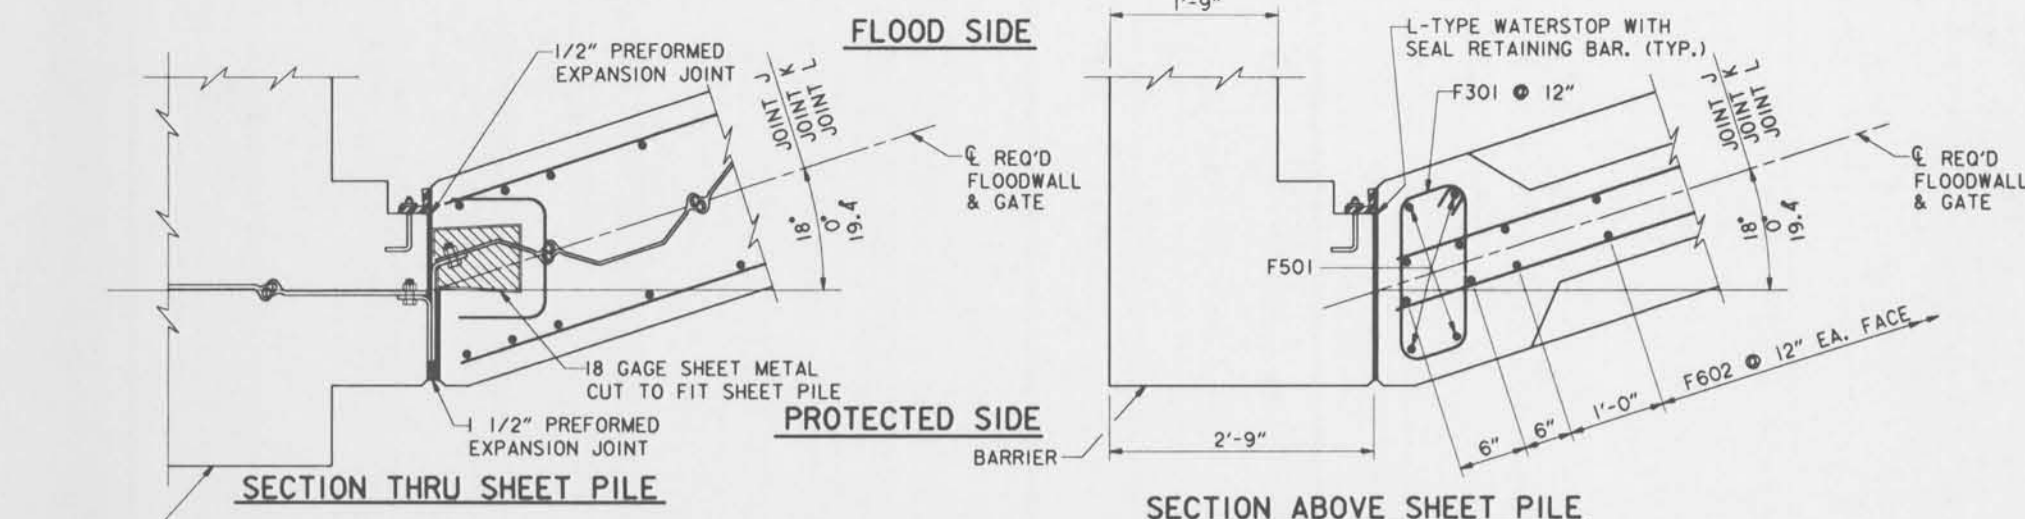 FLOOD SIDE
1/2" PREFORMED
EXPANSION JOINT
JOINT J
JOINT K
JOINT L
℄ REQ'D
FLOODWALL
& GATE
18°
0°
19.4
18 GAGE SHEET METAL
CUT TO FIT SHEET PILE
1 1/2" PREFORMED
EXPANSION JOINT
SECTION THRU SHEET PILE
PROTECTED SIDE
1'-9"
L-TYPE WATERSTOP WITH
SEAL RETAINING BAR. (TYP.)
F301 @ 12"
JOINT J
JOINT K
JOINT L
℄ REQ'D
FLOODWALL
& GATE
18°
0°
19.4
F501
F602 @ 12" EA. FACE
1'-0"
6"
6"
2'-9"
BARRIER
SECTION ABOVE SHEET PILE